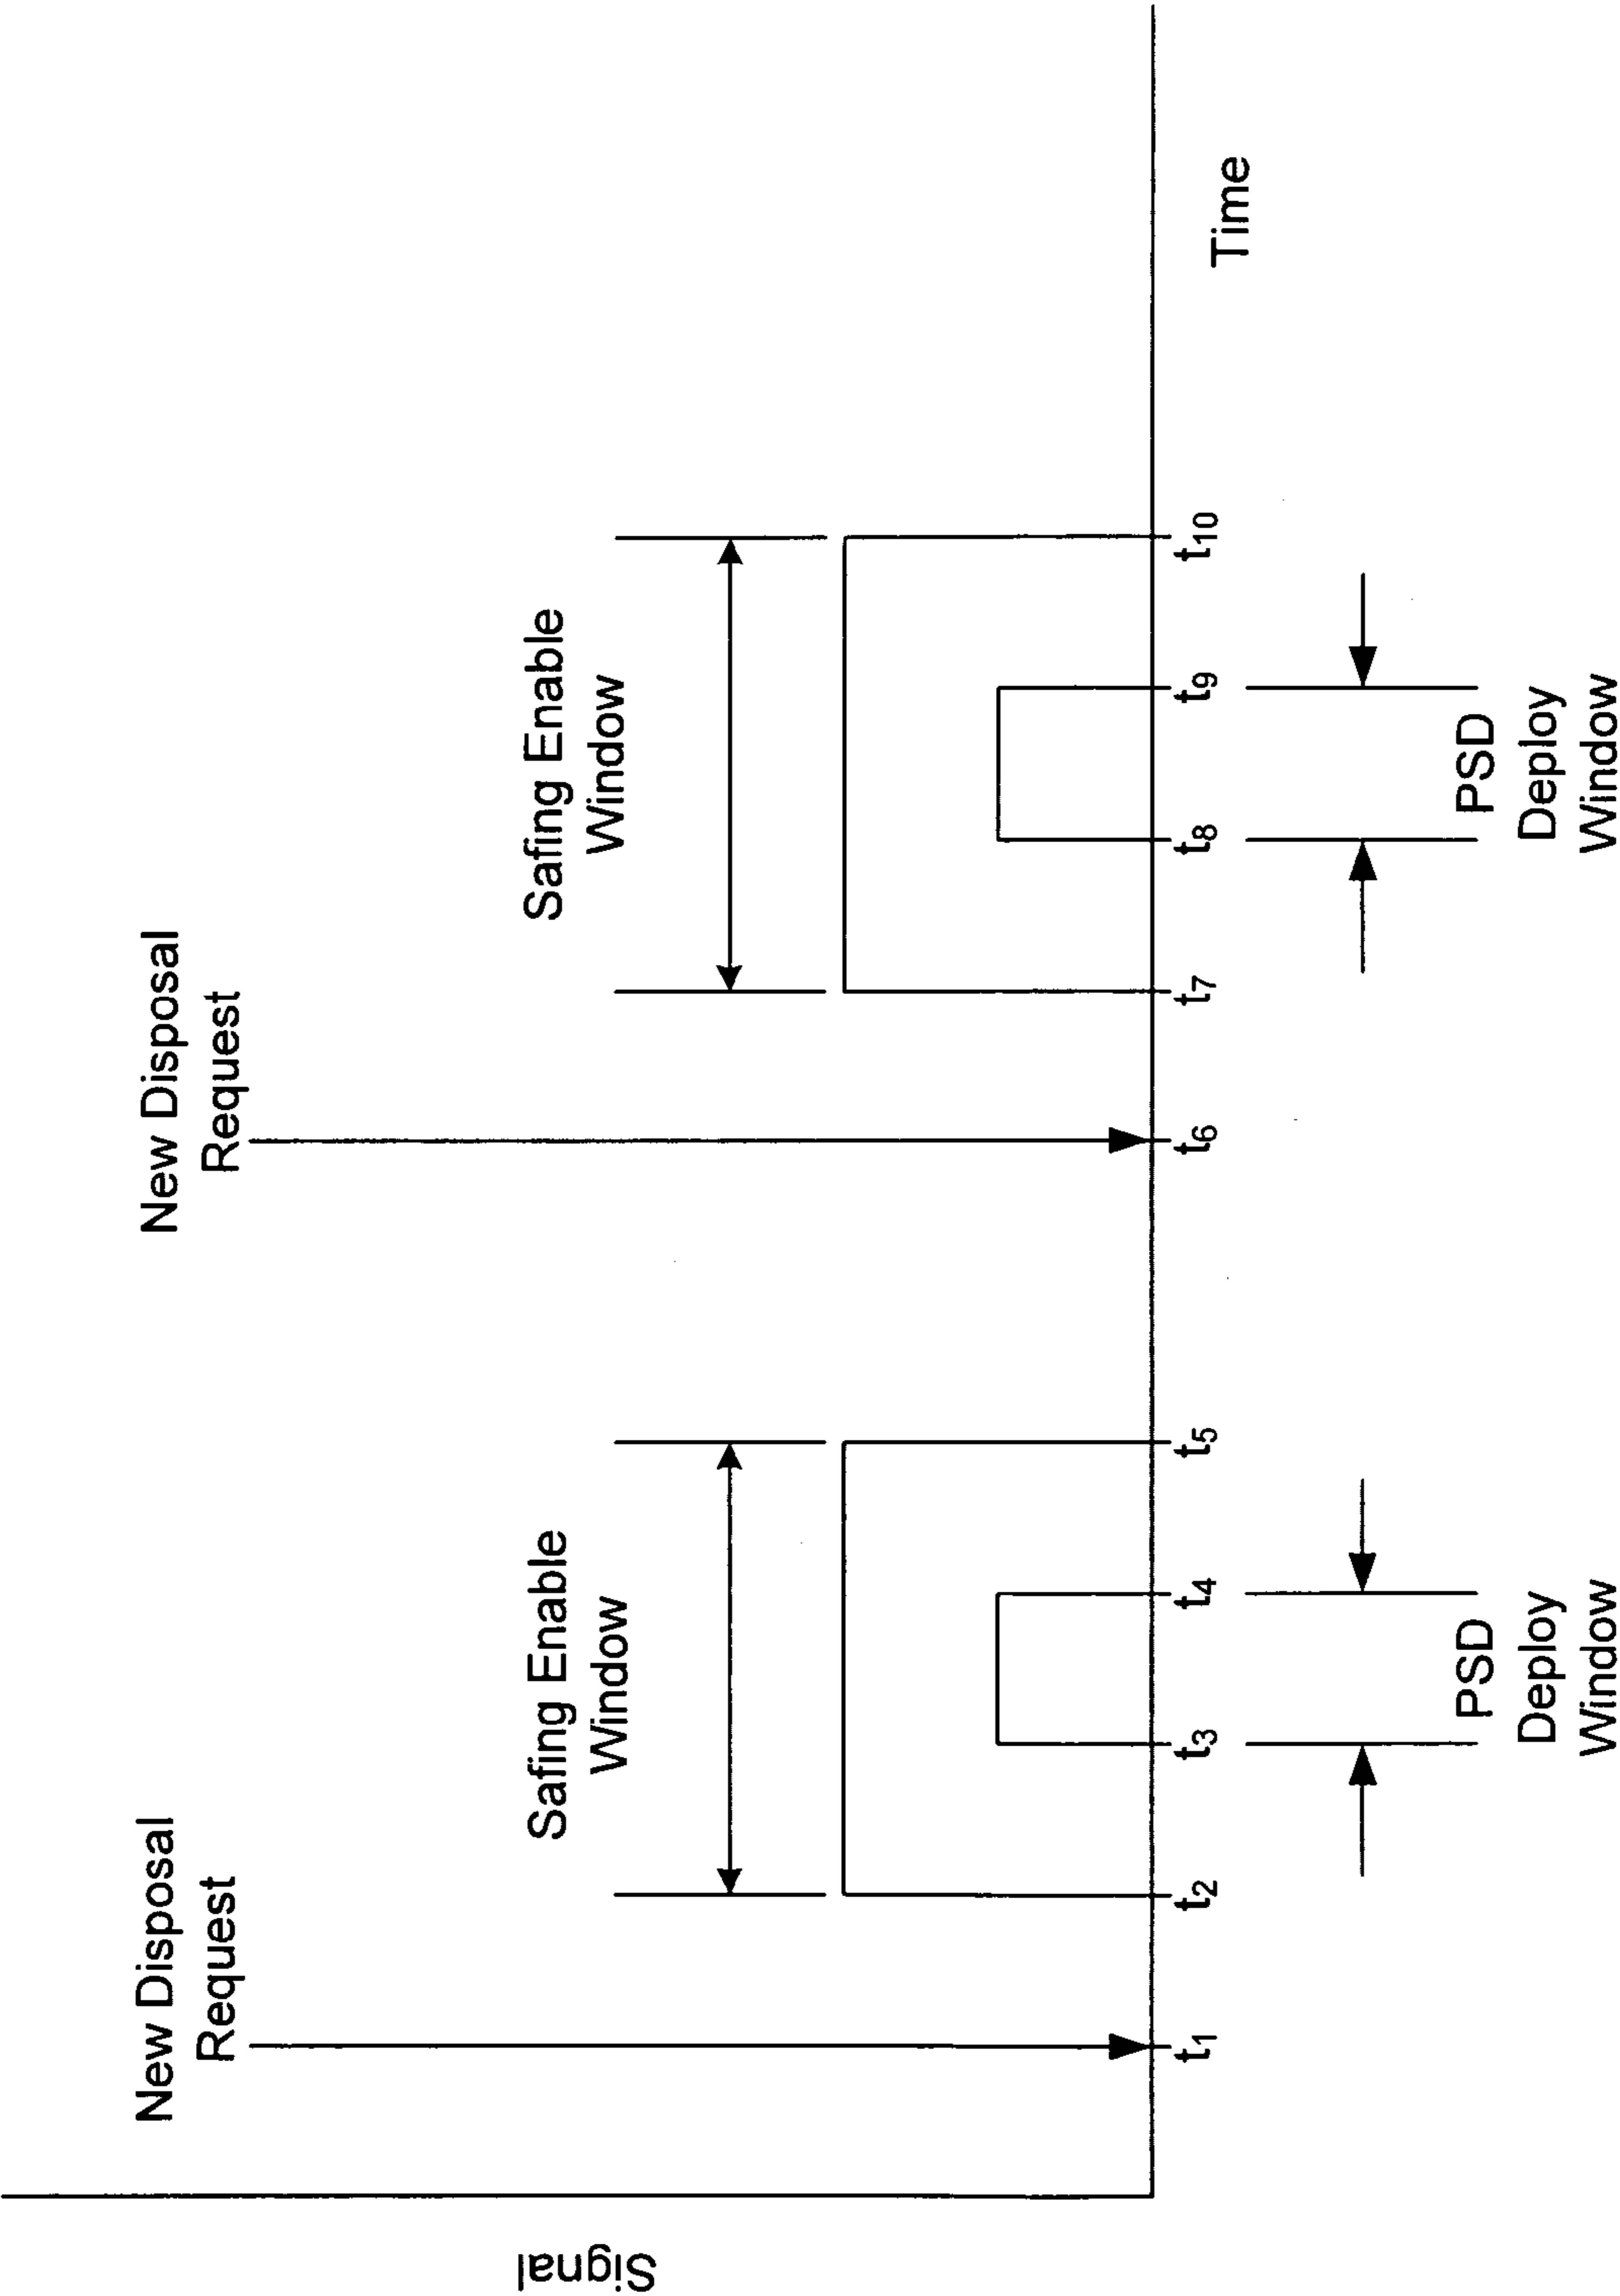 New Disposal
Request
New Disposal
Request
Safing Enable
Window
Safing Enable
Window
Signal
t1
t2
t3
t4
t5
t6
t7
t8
t9
t10
Time
PSD
Deploy
Window
PSD
Deploy
Window